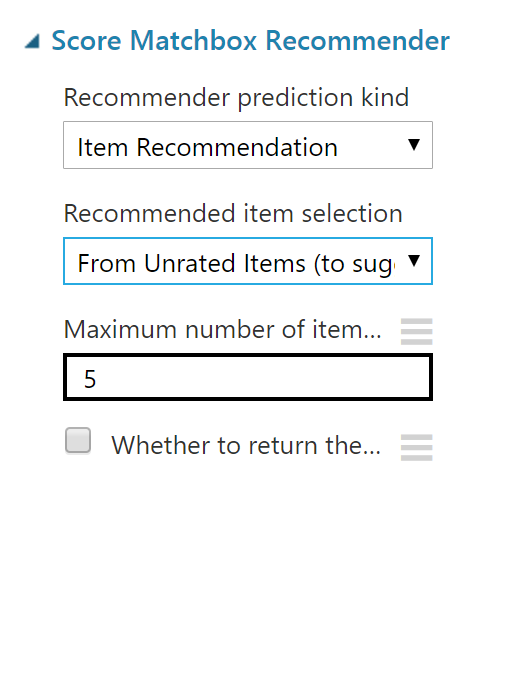 Score Matchbox Recommender
Recommender prediction kind
Item Recommendation
Recommended item selection
From Unrated Items (to sug
Maximum number of item...
5
Whether to return the...